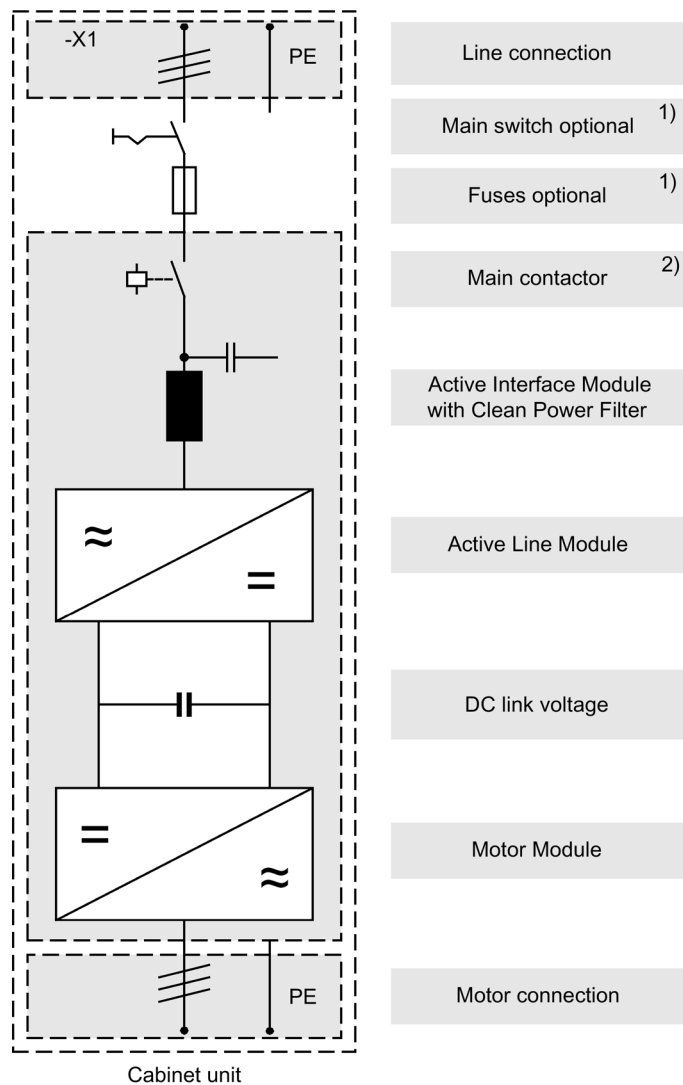 -X1
PE
Line connection
Main switch optional 1)
Fuses optional 1)
Main contactor 2)
Active Interface Module
with Clean Power Filter
≈
=
Active Line Module
DC link voltage
=
≈
Motor Module
PE
Motor connection
Cabinet unit